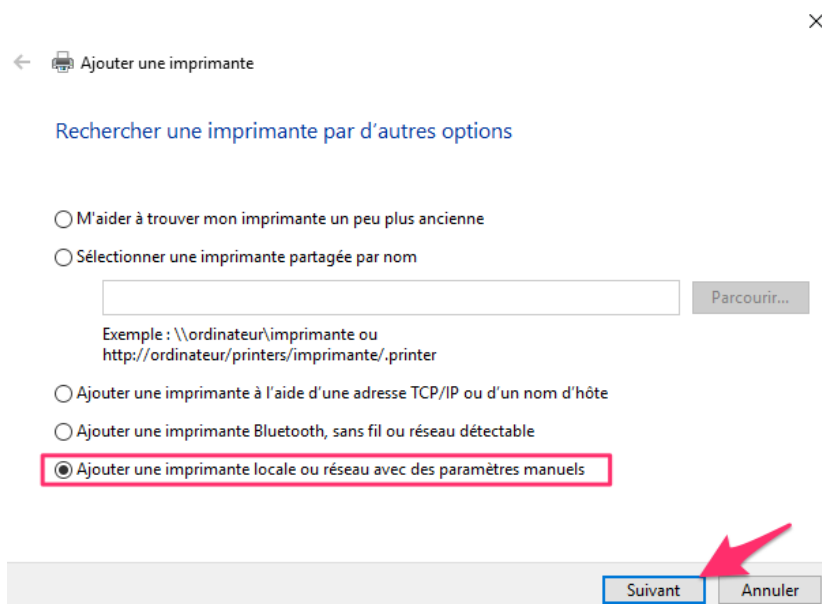 Ajouter une imprimante
Rechercher une imprimante par d’autres options
M'aider à trouver mon imprimante un peu plus ancienne
Sélectionner une imprimante partagée par nom
Parcourir...
Exemple : \\ordinateur\imprimante ou
http://ordinateur/printers/imprimante/.printer
Ajouter une imprimante à l’aide d’une adresse TCP/IP ou d’un nom d’hôte
Ajouter une imprimante Bluetooth, sans fil ou réseau détectable
Ajouter une imprimante locale ou réseau avec des paramètres manuels
Suivant
Annuler